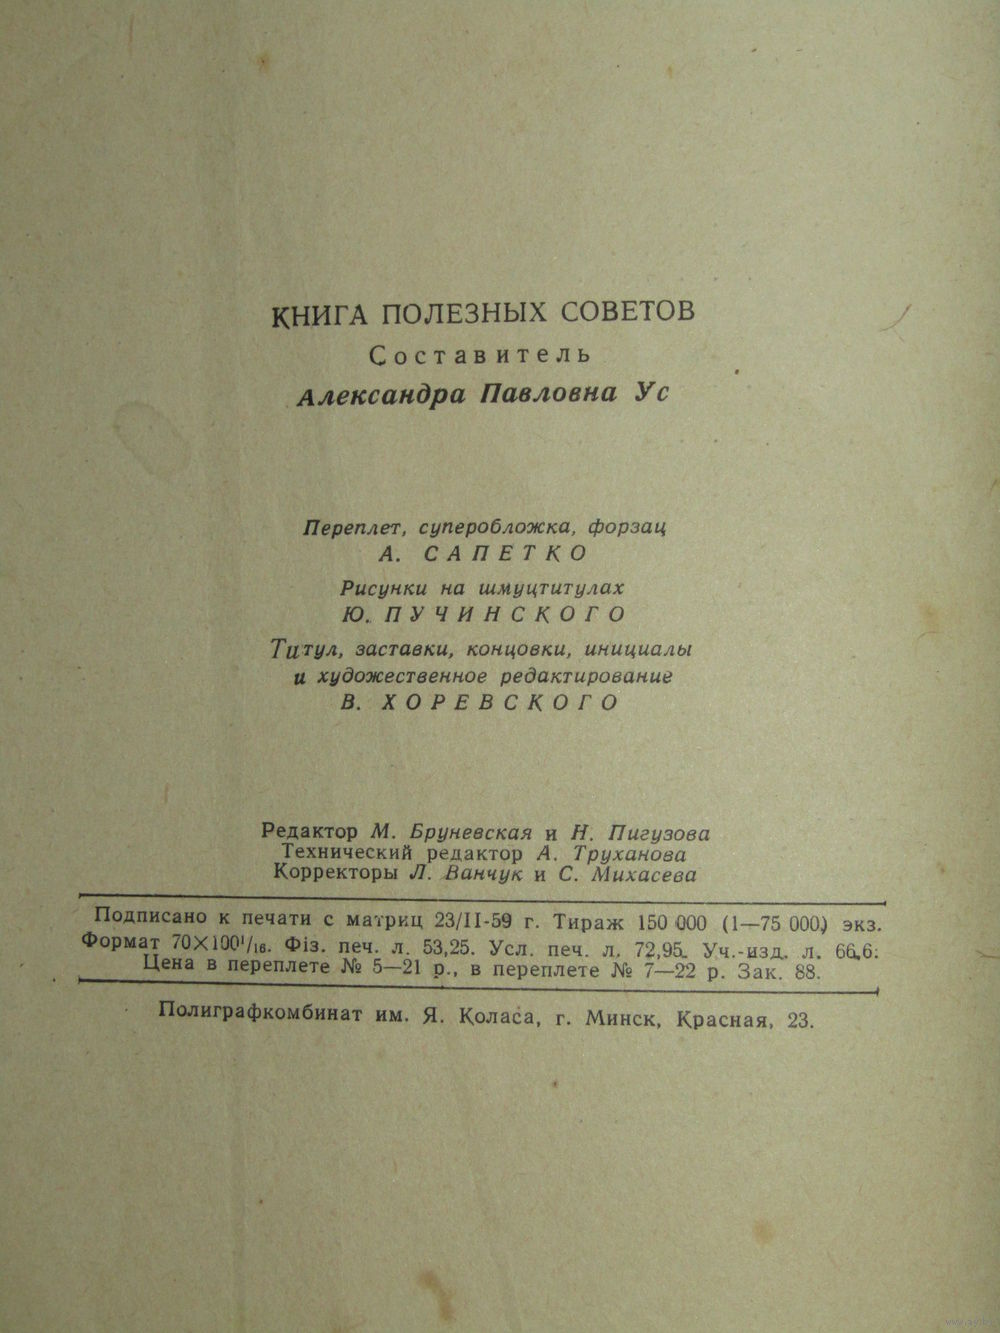 КНИГА ПОЛЕЗНЫХ СОВЕТОВ
Составитель
Александра Павловна Ус
Переплет, суперобложка, форзац
А. САПЕТКО
Рисунки на шмуцтитулах
Ю. ПУЧИНСКОГО
Титул, заставки, концовки, инициалы
и художественное редактирование
В. ХОРЕВСКОГО
Редактор М. Бруневская и Н. Пигузова
Технический редактор А. Труханова
Корректоры Л. Ванчук и С. Михасева
Подписано к печати с матриц 23/II-59 г. Тираж 150 000 (1—75 000) экз.
Формат 70×100¹/₁₆. Фіз. печ. л. 53,25. Усл. печ. л. 72,95. Уч.-изд. л. 66,6.
Цена в переплете № 5—21 р., в переплете № 7—22 р. Зак. 88.
Полиграфкомбинат им. Я. Коласа, г. Минск, Красная, 23.